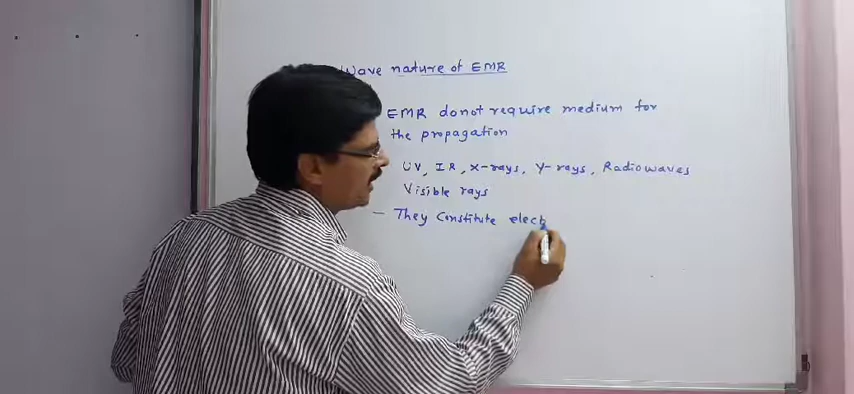 Wave nature of EMR
EMR donot require medium for
the propagation
UV, IR, X-rays, γ-rays, Radiowaves
Visible rays
– They Constitute elect